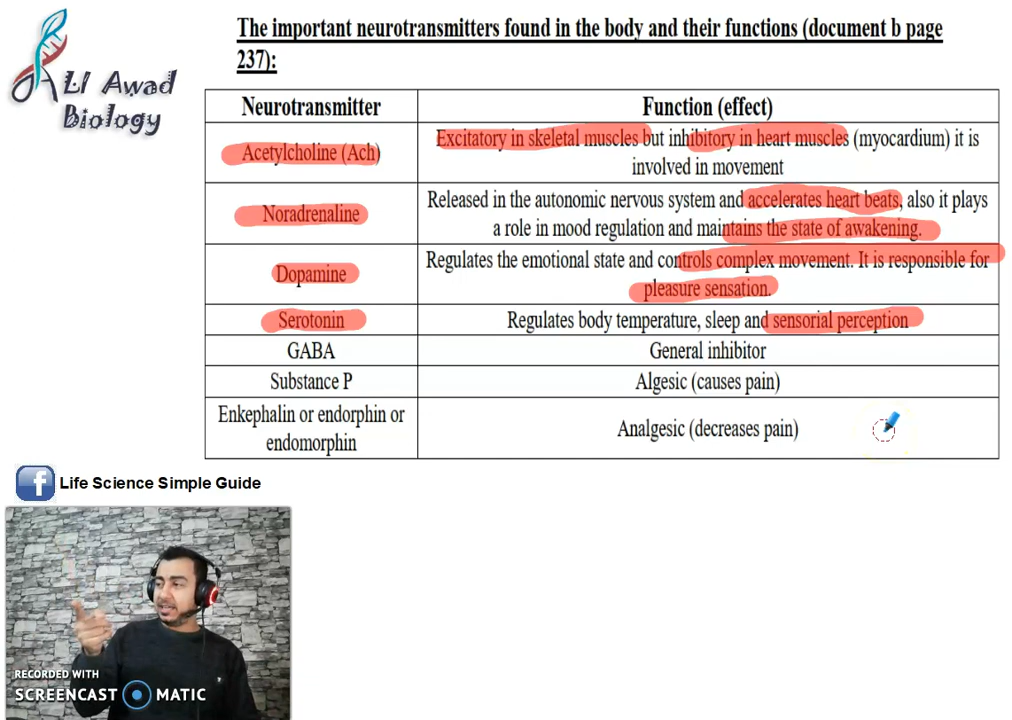 The important neurotransmitters found in the body and their functions (document b page
237):
ALI Awad
Biology
Neurotransmitter
Function (effect)
Acetylcholine (Ach)
Excitatory in skeletal muscles but inhibitory in heart muscles (myocardium) it is
involved in movement
Noradrenaline
Released in the autonomic nervous system and accelerates heart beats, also it plays
a role in mood regulation and maintains the state of awakening.
Dopamine
Regulates the emotional state and controls complex movement. It is responsible for
pleasure sensation.
Serotonin
Regulates body temperature, sleep and sensorial perception
GABA
General inhibitor
Substance P
Algesic (causes pain)
Enkephalin or endorphin or
endomorphin
Analgesic (decreases pain)
f Life Science Simple Guide
RECORDED WITH
SCREENCAST MATIC